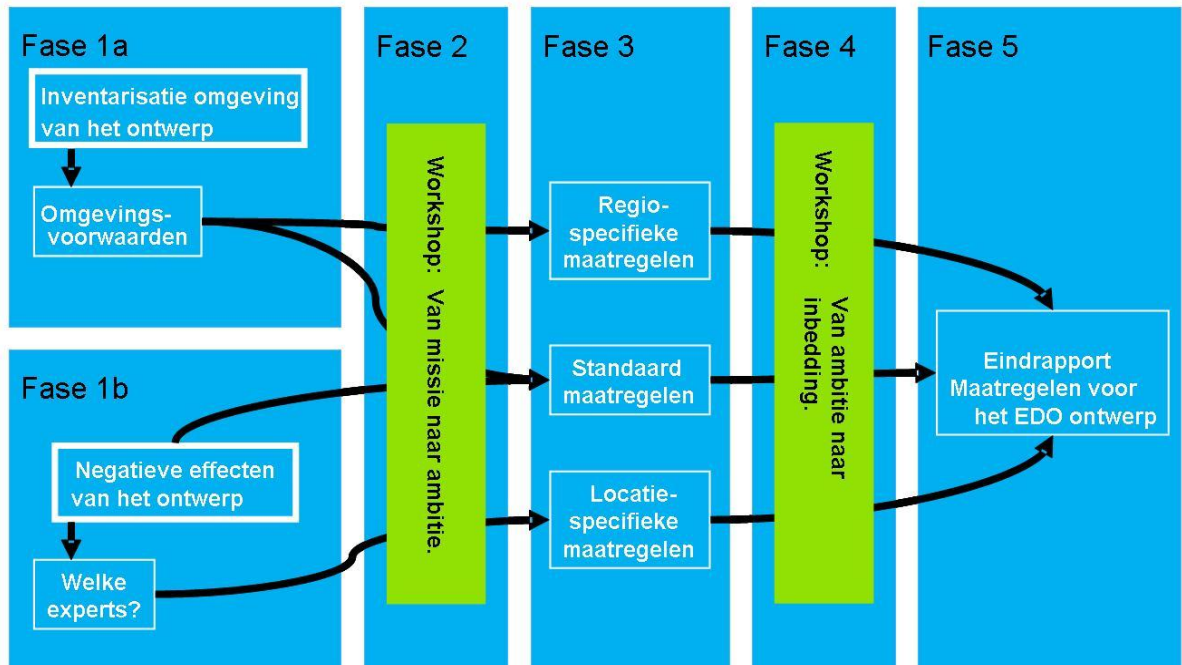 Fase 1a
Inventarisatie omgeving
van het ontwerp
Omgevings-
voorwaarden
Fase 1b
Negatieve effecten
van het ontwerp
Welke
experts?
Fase 2
Workshop: Van missie naar ambitie.
Fase 3
Regio-
specifieke
maatregelen
Standaard
maatregelen
Locatie-
specifieke
maatregelen
Fase 4
Workshop: Van ambitie naar
inbedding.
Fase 5
Eindrapport
Maatregelen voor
het EDO ontwerp